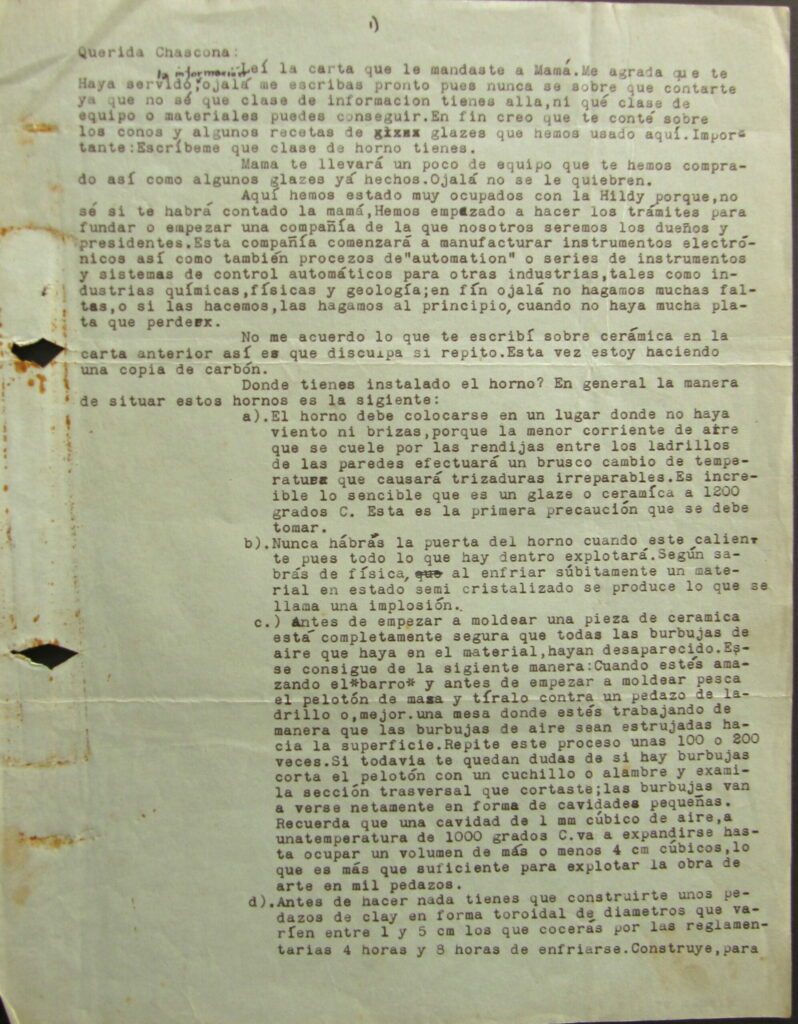 1)
Querida Chascona:
Leí la carta que le mandaste a Mamá.Me agrada que te
la informacion
Haya servido,ojalá me escribas pronto pues nunca se sobre que contarte
ya que no sé que clase de informacion tienes alla,ni qué clase de
equipo o materiales puedes conseguir.En fin creo que te conté sobre
los conos y algunos recetas de glazes que hemos usado aquí.Impor-
tante:Escríbeme que clase de horno tienes.
Mama te llevará un poco de equipo que te hemos compra-
do así como algunos glazes yá hechos.Ojalá no se le quiebren.
Aquí hemos estado muy ocupados con la Hildy porque,no
sé si te habrá contado la mamá,Hemos empezado a hacer los trámites para
fundar o empezar una compañía de la que nosotros seremos los dueños y
presidentes.Esta compañía comenzará a manufacturar instrumentos electró-
nicos así como también procezos de"automation" o series de instrumentos
y sistemas de control automáticos para otras industrias,tales como in-
dustrias químicas,físicas y geología;en fín ojalá no hagamos muchas fal-
tas,o si las hacemos,las hagamos al principio,cuando no haya mucha pla-
ta que perder.
No me acuerdo lo que te escribí sobre cerámica en la
carta anterior así es que disculpa si repito.Esta vez estoy haciendo
una copia de carbón.
Donde tienes instalado el horno? En general la manera
de situar estos hornos es la sigiente:
a).El horno debe colocarse en un lugar donde no haya
viento ni brizas,porque la menor corriente de aire
que se cuele por las rendijas entre los ladrillos
de las paredes efectuará un brusco cambio de tempe-
ratura que causará trizaduras irreparables.Es incre-
ible lo sencible que es un glaze o ceramíca a 1200
grados C. Esta es la primera precaución que se debe
tomar.
b).Nunca hábrás la puerta del horno cuando este calien-
te pues todo lo que hay dentro explotará.Según sa-
brás de física, que al enfriar súbitamente un mate-
rial en estado semi cristalizado se produce lo que se
llama una implosión.
c.) Antes de empezar a moldear una pieza de ceramica
está completamente segura que todas las burbujas de
aire que haya en el material,hayan desaparecido.Es-
se consigue de la sigiente manera:Cuando estés ama-
zando el*barro* y antes de empezar a moldear pesca
el pelotón de masa y tíralo contra un pedazo de la-
drillo o,mejor.una mesa donde estés trabajando de
manera que las burbujas de aire sean estrujadas ha-
cia la superficie.Repite este proceso unas 100 o 200
veces.Si todavia te quedan dudas de si hay burbujas
corta el pelotón con un cuchillo o alambre y exami-
la sección trasversal que cortaste;las burbujas van
a verse netamente en forma de cavidades pequeñas.
Recuerda que una cavidad de 1 mm cúbico de aire,a
unatemperatura de 1000 grados C.va a expandirse has-
ta ocupar un volumen de más o menos 4 cm cúbicos,lo
que es más que suficiente para explotar la obra de
arte en mil pedazos.
d).Antes de hacer nada tienes que construirte unos pe-
dazos de clay en forma toroidal de diametros que va-
ríen entre 1 y 5 cm los que cocerás por las reglamen-
tarias 4 horas y 8 horas de enfriarse.Construye,para